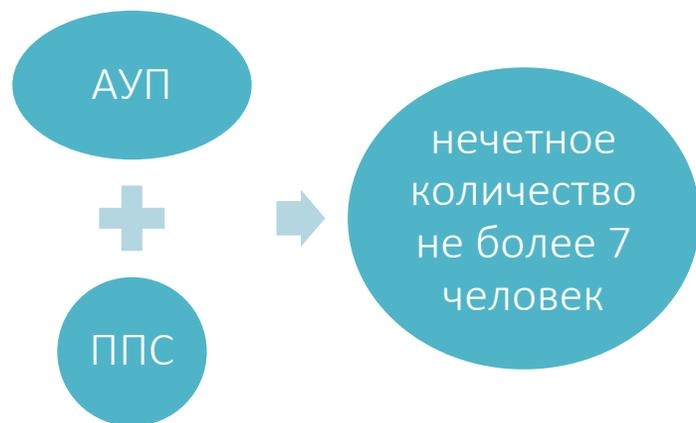 АУП
ППС
нечетное
количество
не более 7
человек